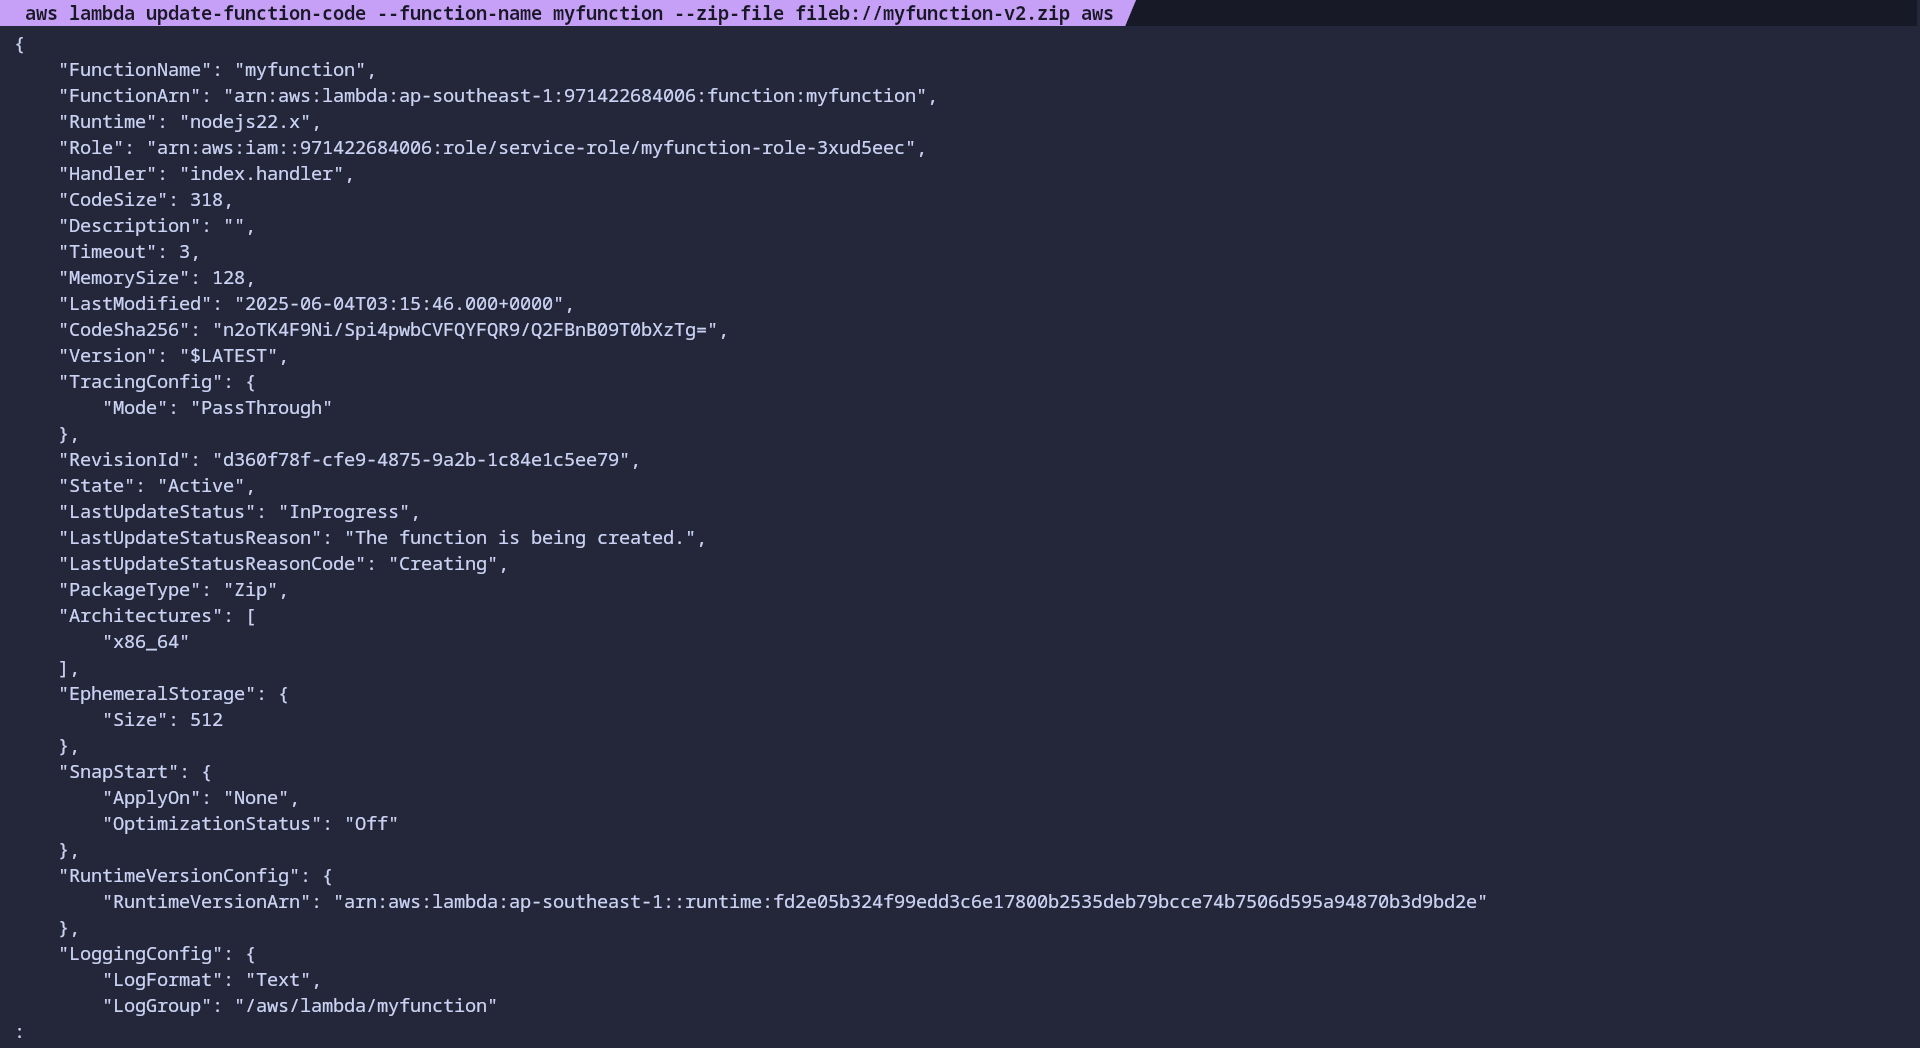 aws lambda update-function-code --function-name myfunction --zip-file fileb://myfunction-v2.zip aws
{
    "FunctionName": "myfunction",
    "FunctionArn": "arn:aws:lambda:ap-southeast-1:971422684006:function:myfunction",
    "Runtime": "nodejs22.x",
    "Role": "arn:aws:iam::971422684006:role/service-role/myfunction-role-3xud5eec",
    "Handler": "index.handler",
    "CodeSize": 318,
    "Description": "",
    "Timeout": 3,
    "MemorySize": 128,
    "LastModified": "2025-06-04T03:15:46.000+0000",
    "CodeSha256": "n2oTK4F9Ni/Spi4pwbCVFQYFQR9/Q2FBnB09T0bXzTg=",
    "Version": "$LATEST",
    "TracingConfig": {
        "Mode": "PassThrough"
    },
    "RevisionId": "d360f78f-cfe9-4875-9a2b-1c84e1c5ee79",
    "State": "Active",
    "LastUpdateStatus": "InProgress",
    "LastUpdateStatusReason": "The function is being created.",
    "LastUpdateStatusReasonCode": "Creating",
    "PackageType": "Zip",
    "Architectures": [
        "x86_64"
    ],
    "EphemeralStorage": {
        "Size": 512
    },
    "SnapStart": {
        "ApplyOn": "None",
        "OptimizationStatus": "Off"
    },
    "RuntimeVersionConfig": {
        "RuntimeVersionArn": "arn:aws:lambda:ap-southeast-1::runtime:fd2e05b324f99edd3c6e17800b2535deb79bcce74b7506d595a94870b3d9bd2e"
    },
    "LoggingConfig": {
        "LogFormat": "Text",
        "LogGroup": "/aws/lambda/myfunction"
: